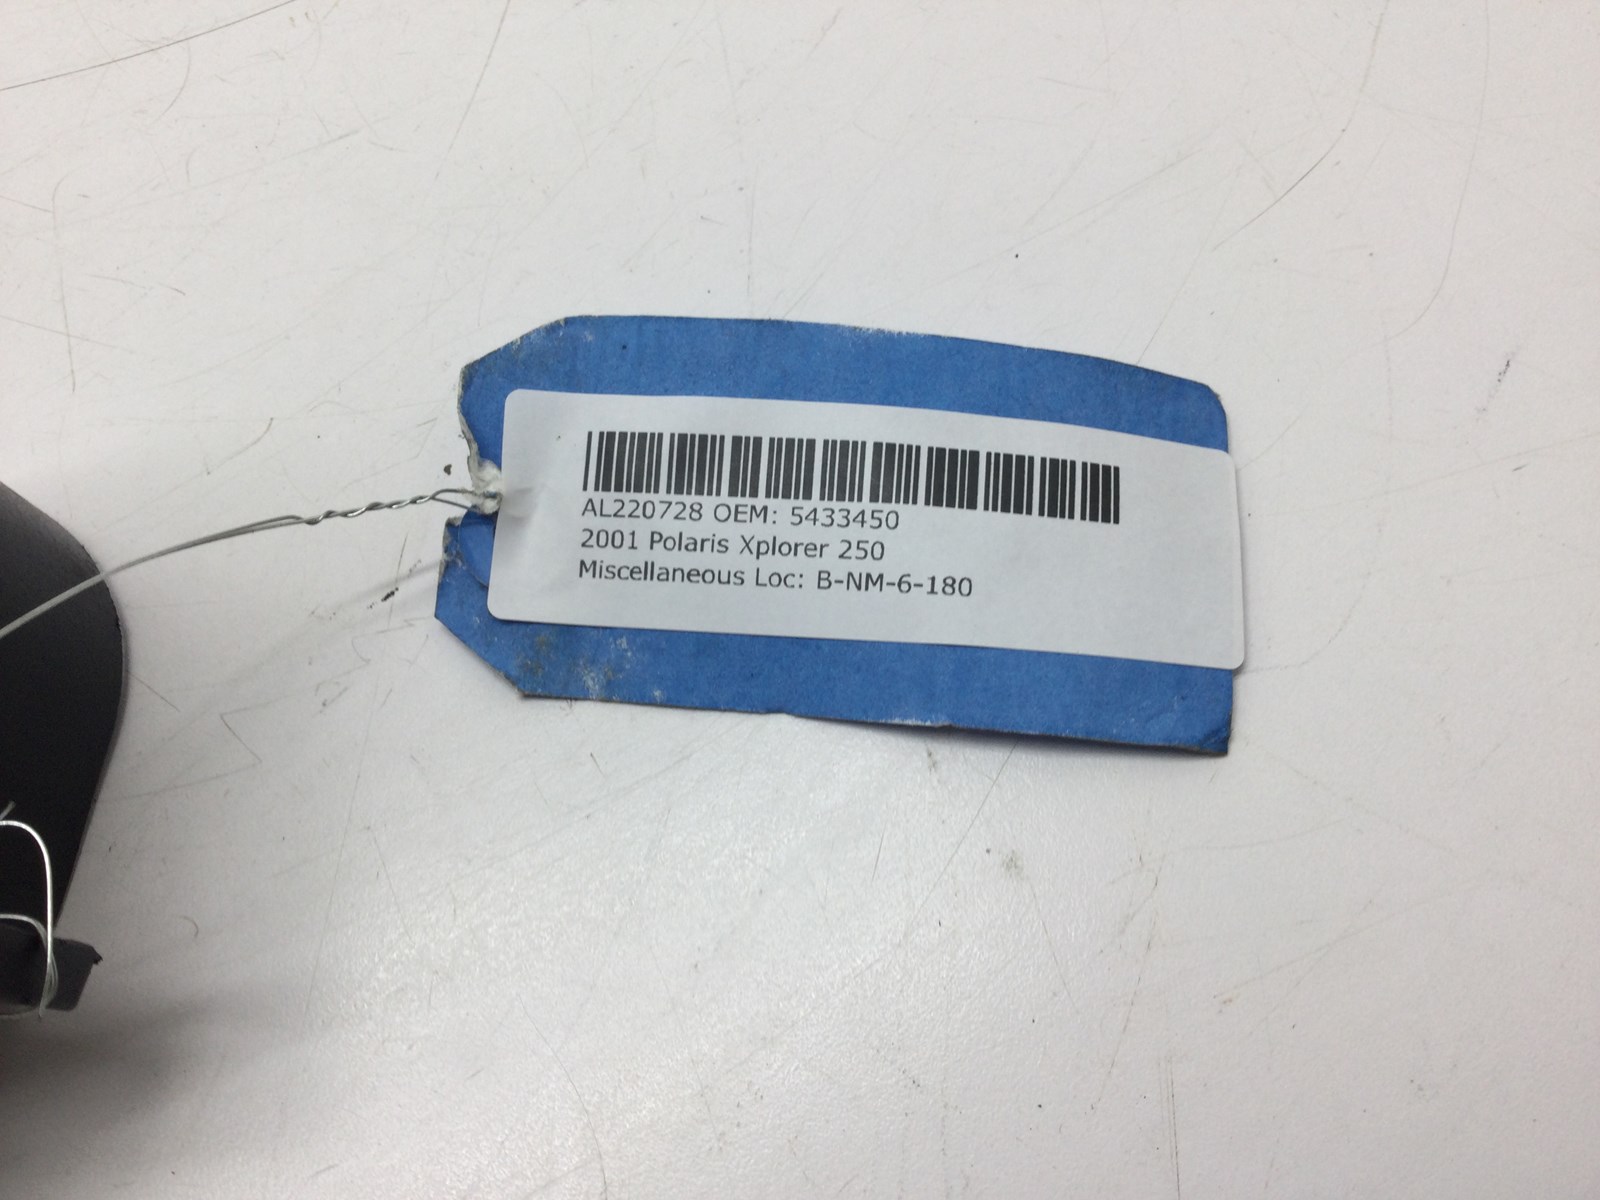 AL220728 OEM: 5433450
2001 Polaris Xplorer 250
Miscellaneous Loc: B-NM-6-180